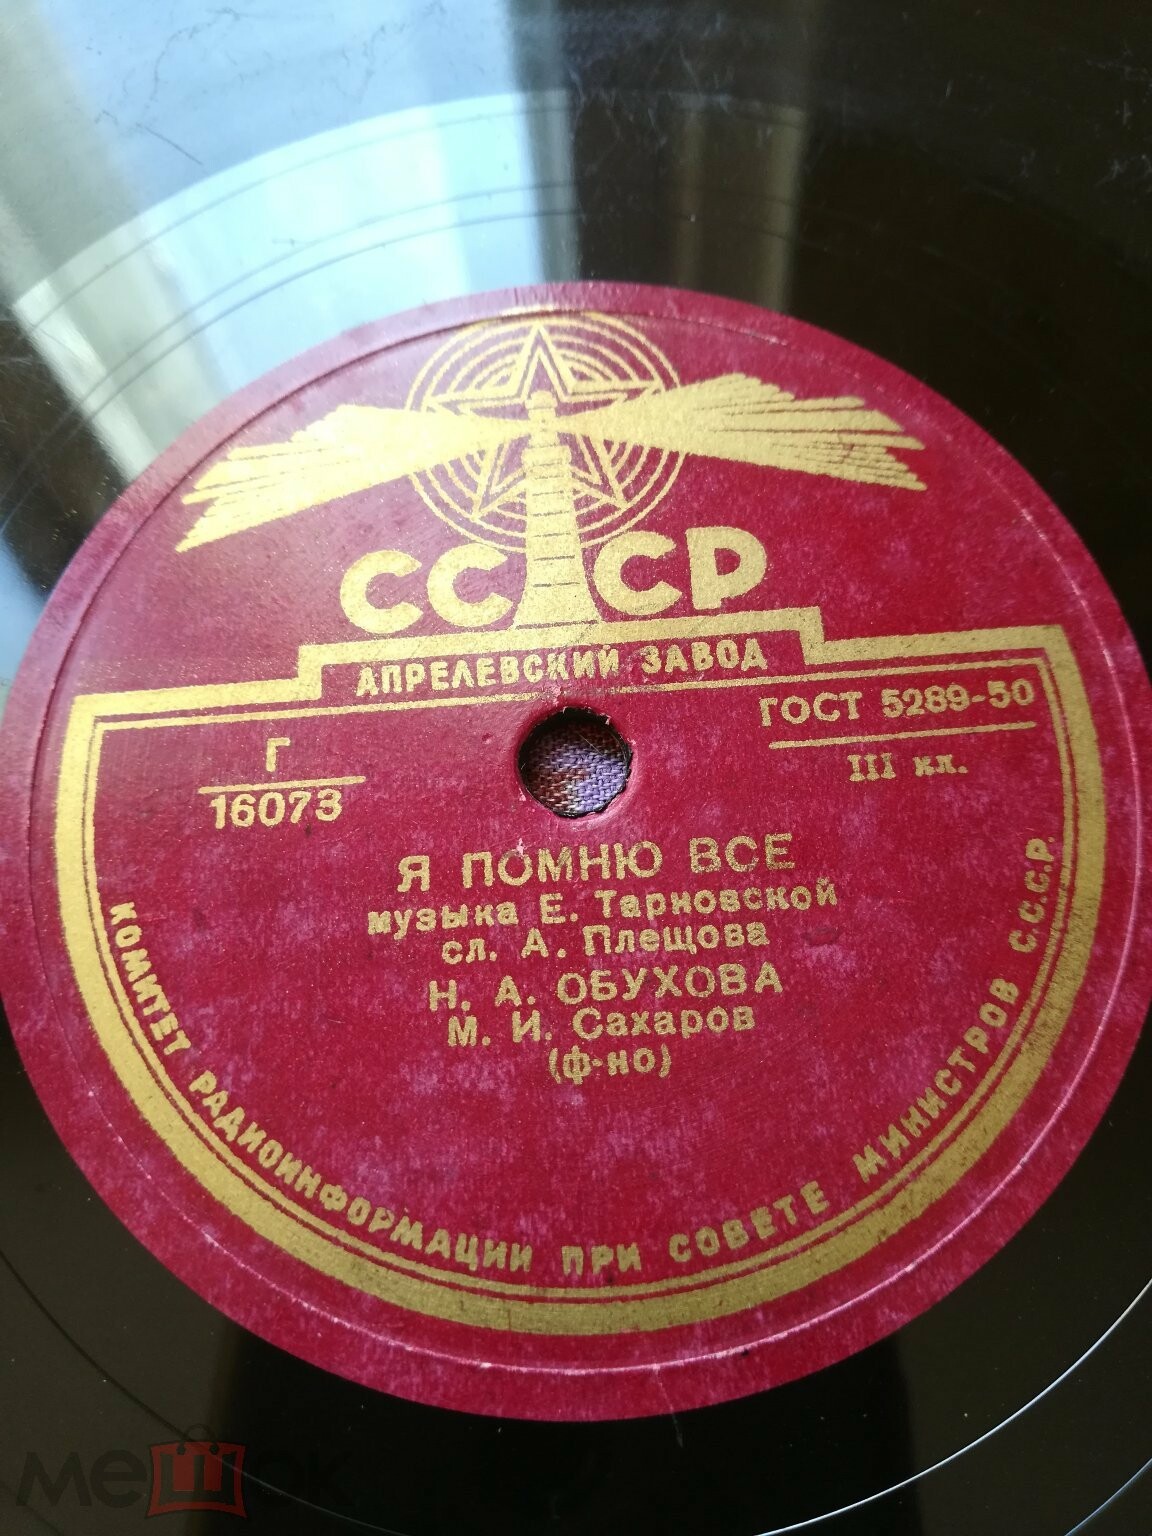 СССР
АПРЕЛЕВСКИЙ ЗАВОД
ГОСТ 5289-50
III кл.
Г
16073
Я ПОМНЮ ВСЕ
музыка Е. Тарновской
сл. А. Плещова
Н. А. ОБУХОВА
М. И. Сахаров
(ф-но)
КОМИТЕТ РАДИОИНФОРМАЦИИ ПРИ СОВЕТЕ МИНИСТРОВ С.С.С.Р.
мешок